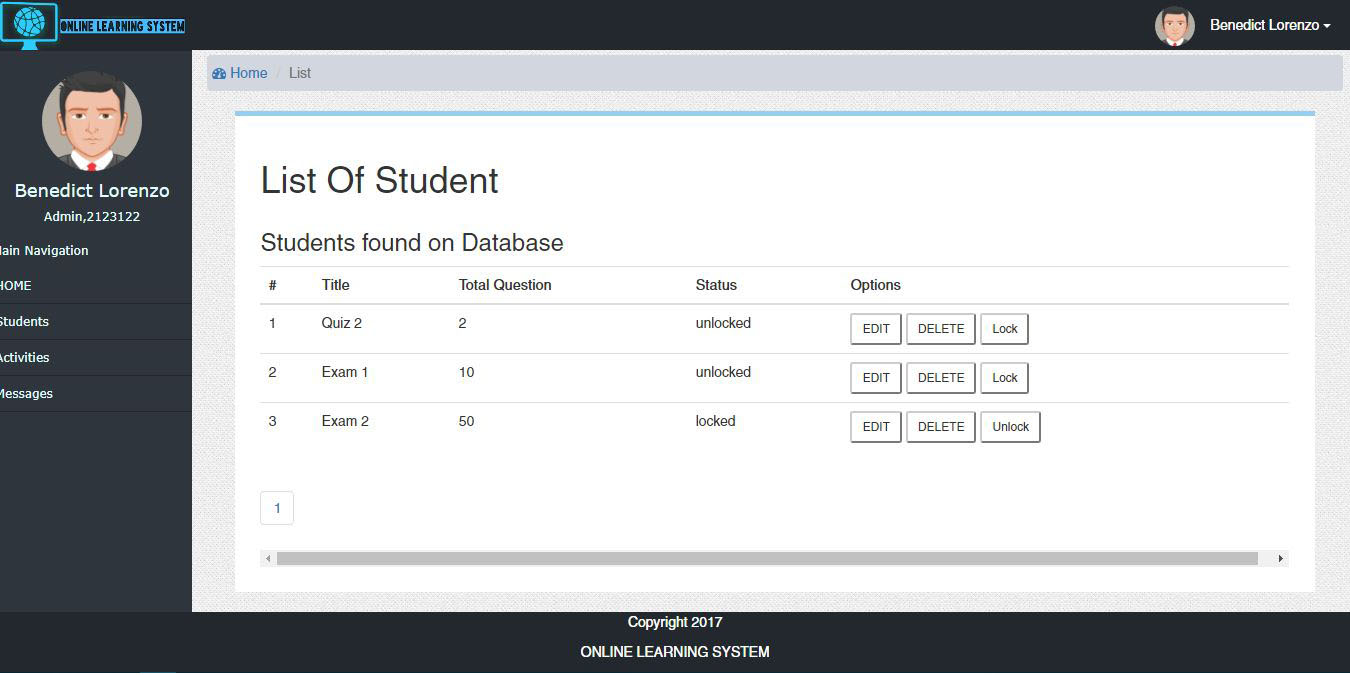 ONLINE LEARNING SYSTEM
Benedict Lorenzo
Home / List
Benedict Lorenzo
Admin,2123122
ain Navigation
HOME
Students
Activities
Messages
List Of Student
Students found on Database
# Title Total Question Status Options
1 Quiz 2 2 unlocked EDIT DELETE Lock
2 Exam 1 10 unlocked EDIT DELETE Lock
3 Exam 2 50 locked EDIT DELETE Unlock
1
Copyright 2017
ONLINE LEARNING SYSTEM